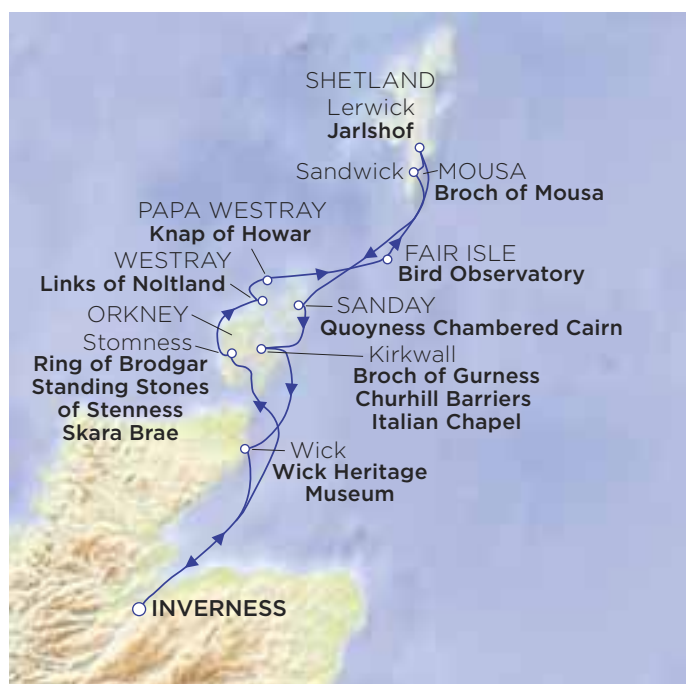 SHETLAND
Lerwick
Jarlshof
Sandwick
MOUSA
Broch of Mousa
PAPA WESTRAY
Knap of Howar
WESTRAY
Links of Noltland
FAIR ISLE
Bird Observatory
ORKNEY
SANDAY
Quoyness Chambered Cairn
Stomness
Ring of Brodgar
Standing Stones
of Stenness
Skara Brae
Kirkwall
Broch of Gurness
Churhill Barriers
Italian Chapel
Wick
Wick Heritage
Museum
INVERNESS